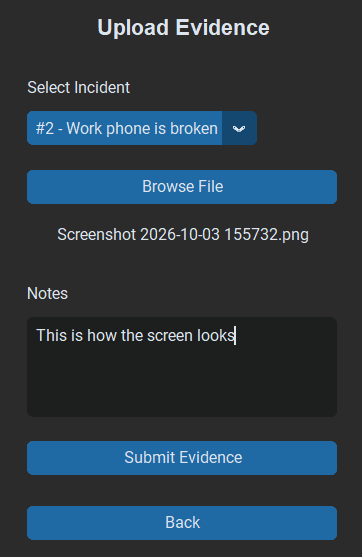 Upload Evidence
Select Incident
#2 - Work phone is broken
Browse File
Screenshot 2026-10-03 155732.png
Notes
This is how the screen looks
Submit Evidence
Back